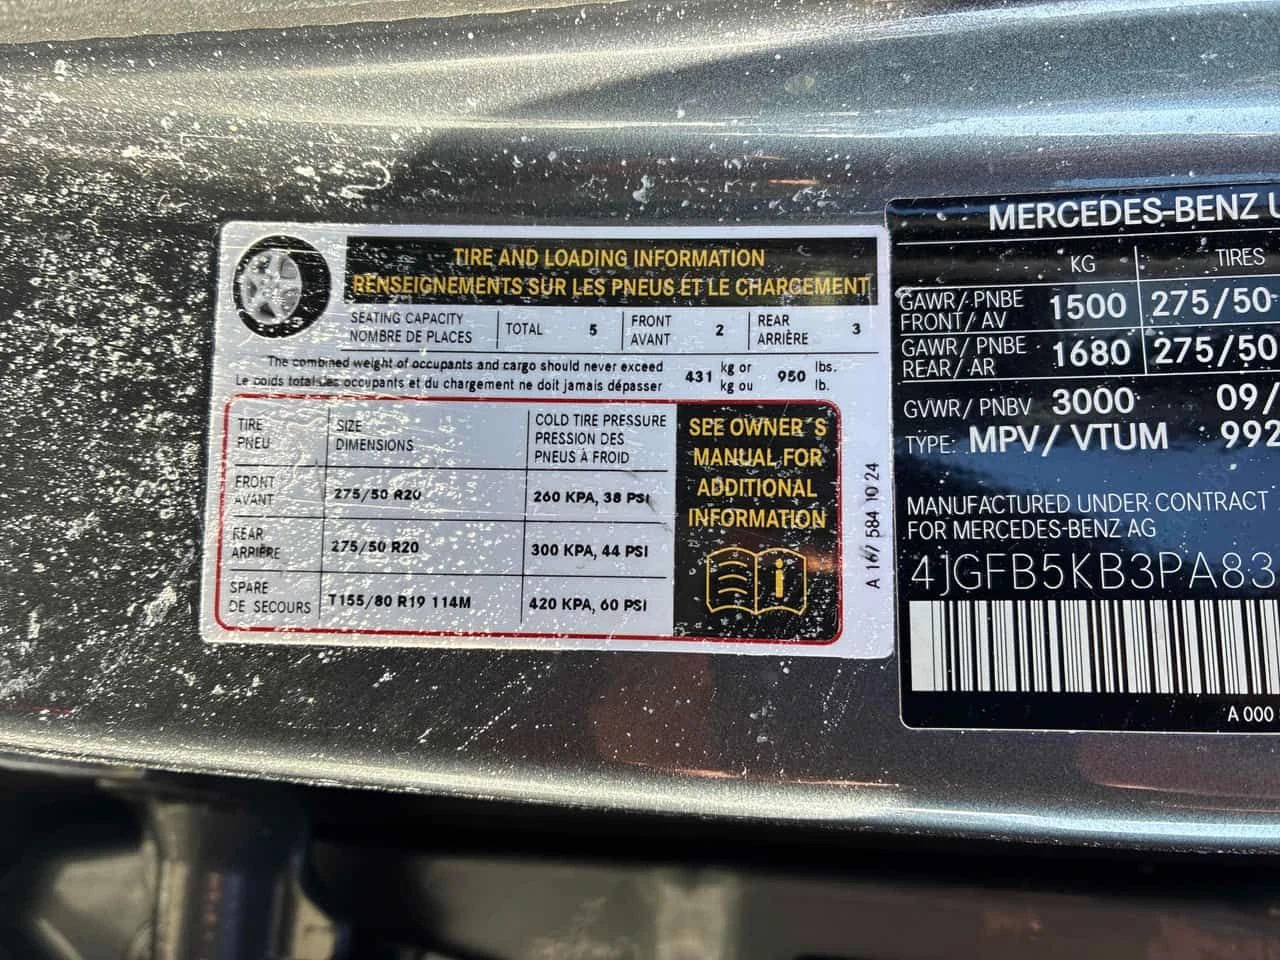 TIRE AND LOADING INFORMATION
RENSEIGNEMENTS SUR LES PNEUS ET LE CHARGEMENT
SEATING CAPACITY
NOMBRE DE PLACES
TOTAL 5
FRONT
AVANT
2
REAR
ARRIÈRE
3
The combined weight of occupants and cargo should never exceed
Le poids total des occupants et du chargement ne doit jamais dépasser
431 kg or
kg ou
950 lbs.
lb.
TIRE
PNEU
SIZE
DIMENSIONS
COLD TIRE PRESSURE
PRESSION DES
PNEUS À FROID
FRONT
AVANT
275/50 R20
260 KPA, 38 PSI
REAR
ARRIÈRE
275/50 R20
300 KPA, 44 PSI
SPARE
DE SECOURS
T155/80 R19 114M
420 KPA, 60 PSI
SEE OWNER´S
MANUAL FOR
ADDITIONAL
INFORMATION
A 167 584 10 24
MERCEDES-BENZ U
KG TIRES
GAWR/ PNBE
FRONT/ AV
1500 275/50-
GAWR/ PNBE
REAR/ AR
1680 275/50
GVWR/ PNBV 3000 09/
TYPE: MPV/ VTUM 992
MANUFACTURED UNDER CONTRACT
FOR MERCEDES-BENZ AG
4JGFB5KB3PA83
A 000